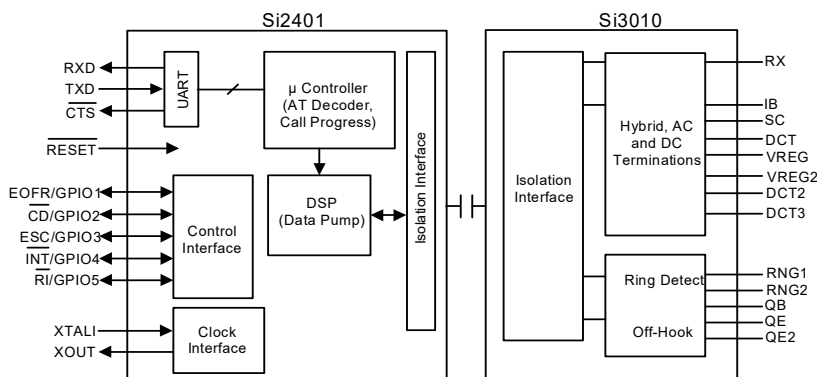 Si2401
Si3010
RXD
TXD
CTS
RESET
EOFR/GPIO1
CD/GPIO2
ESC/GPIO3
INT/GPIO4
RI/GPIO5
XTALI
XOUT
UART
μ Controller
(AT Decoder,
Call Progress)
DSP
(Data Pump)
Control
Interface
Clock
Interface
Isolation Interface
Isolation
Interface
Hybrid, AC
and DC
Terminations
Ring Detect
Off-Hook
RX
IB
SC
DCT
VREG
VREG2
DCT2
DCT3
RNG1
RNG2
QB
QE
QE2